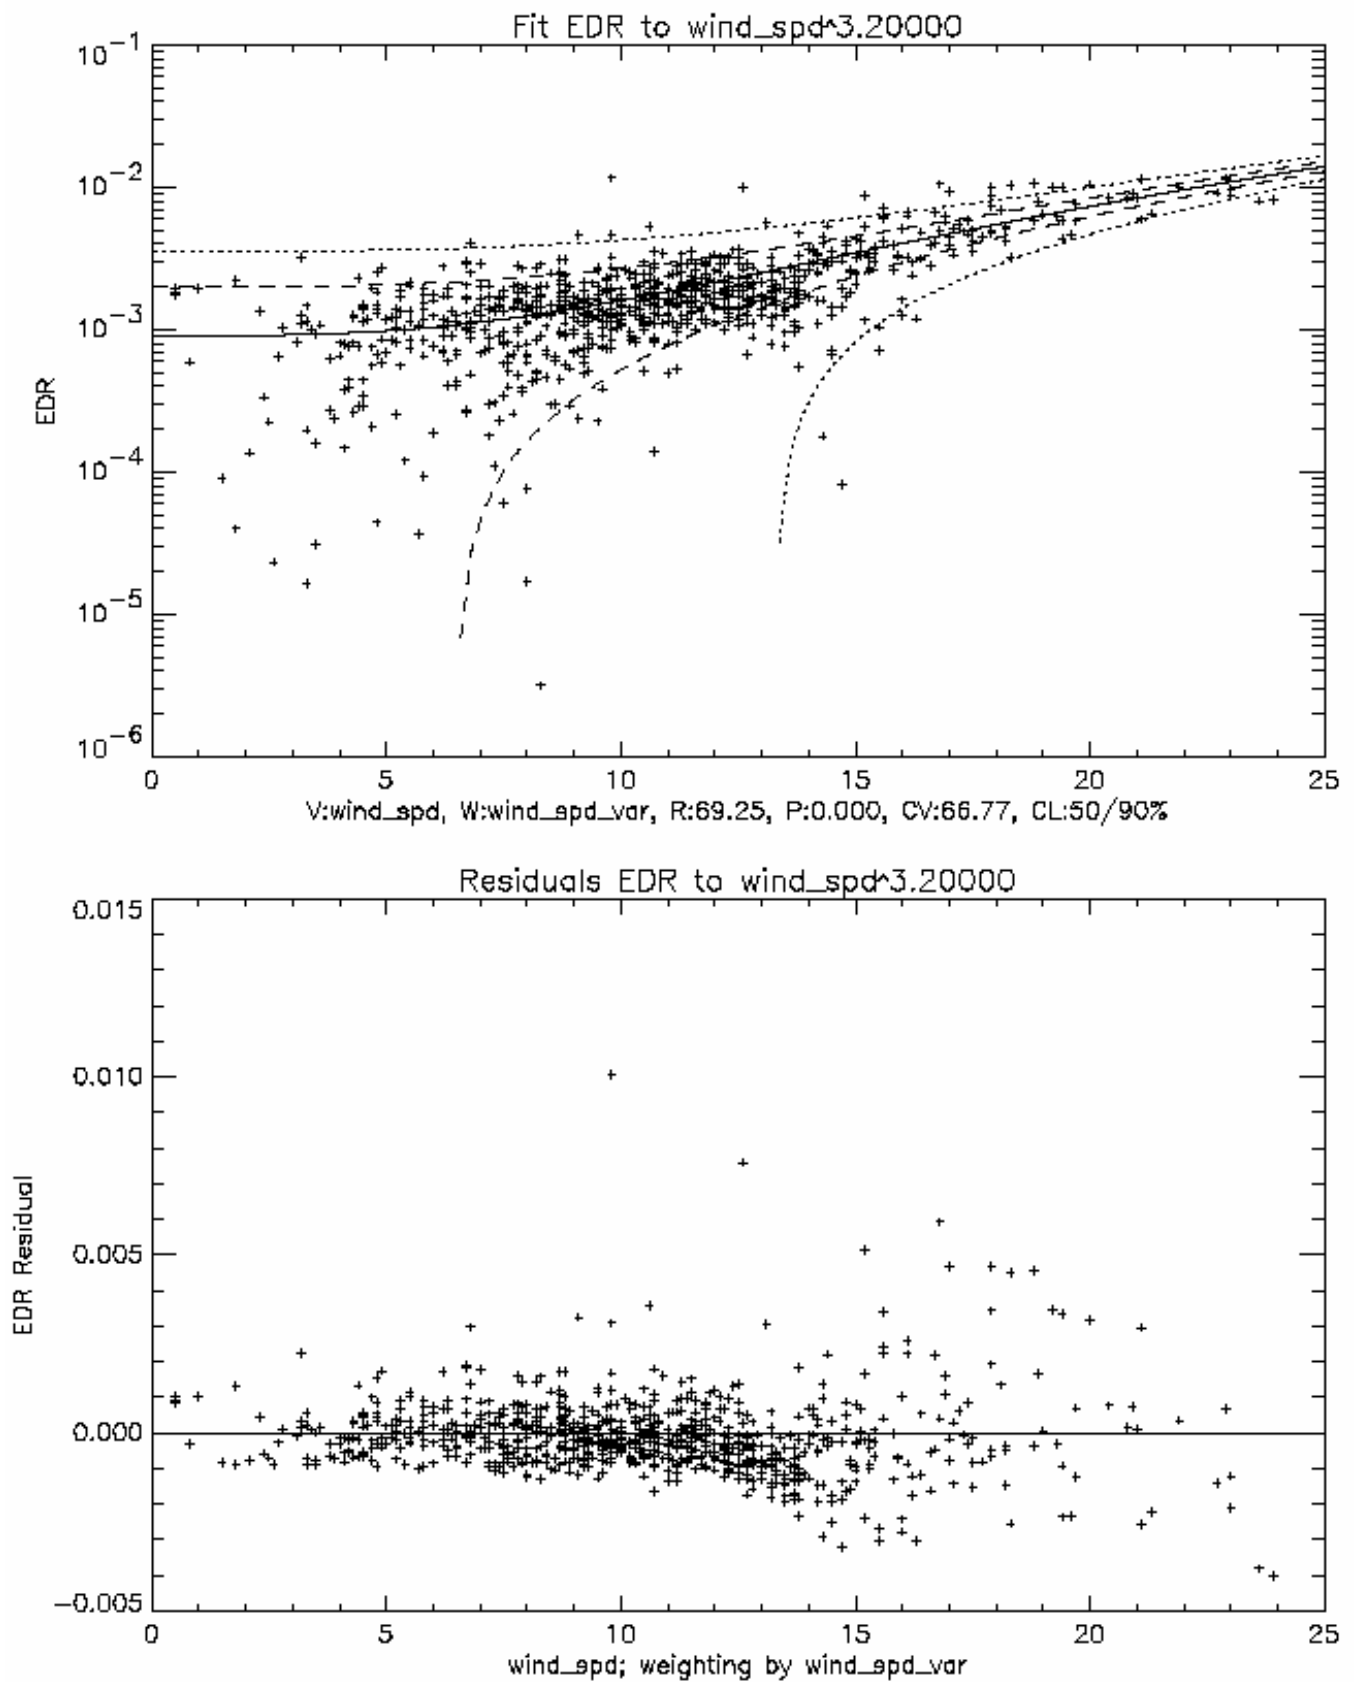 Fit EDR to wind_spd^3.20000
10−1
10−2
10−3
10−4
10−5
10−6
EDR
0 5 10 15 20 25
V:wind_spd, W:wind_spd_var, R:69.25, P:0.000, CV:66.77, CL:50/90%
Residuals EDR to wind_spd^3.20000
0.015
0.010
0.005
0.000
−0.005
EDR Residual
0 5 10 15 20 25
wind_spd; weighting by wind_spd_var